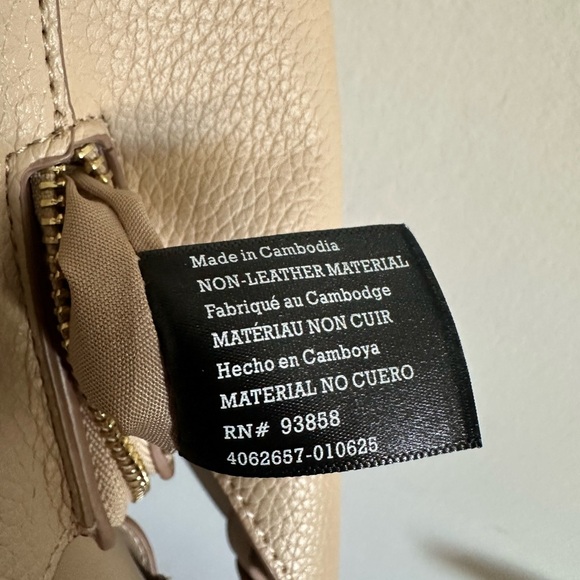 Made in Cambodia
NON-LEATHER MATERIAL
Fabriqué au Cambodge
MATÉRIAU NON CUIR
Hecho en Camboya
MATERIAL NO CUERO
RN# 93858
4062657-010625